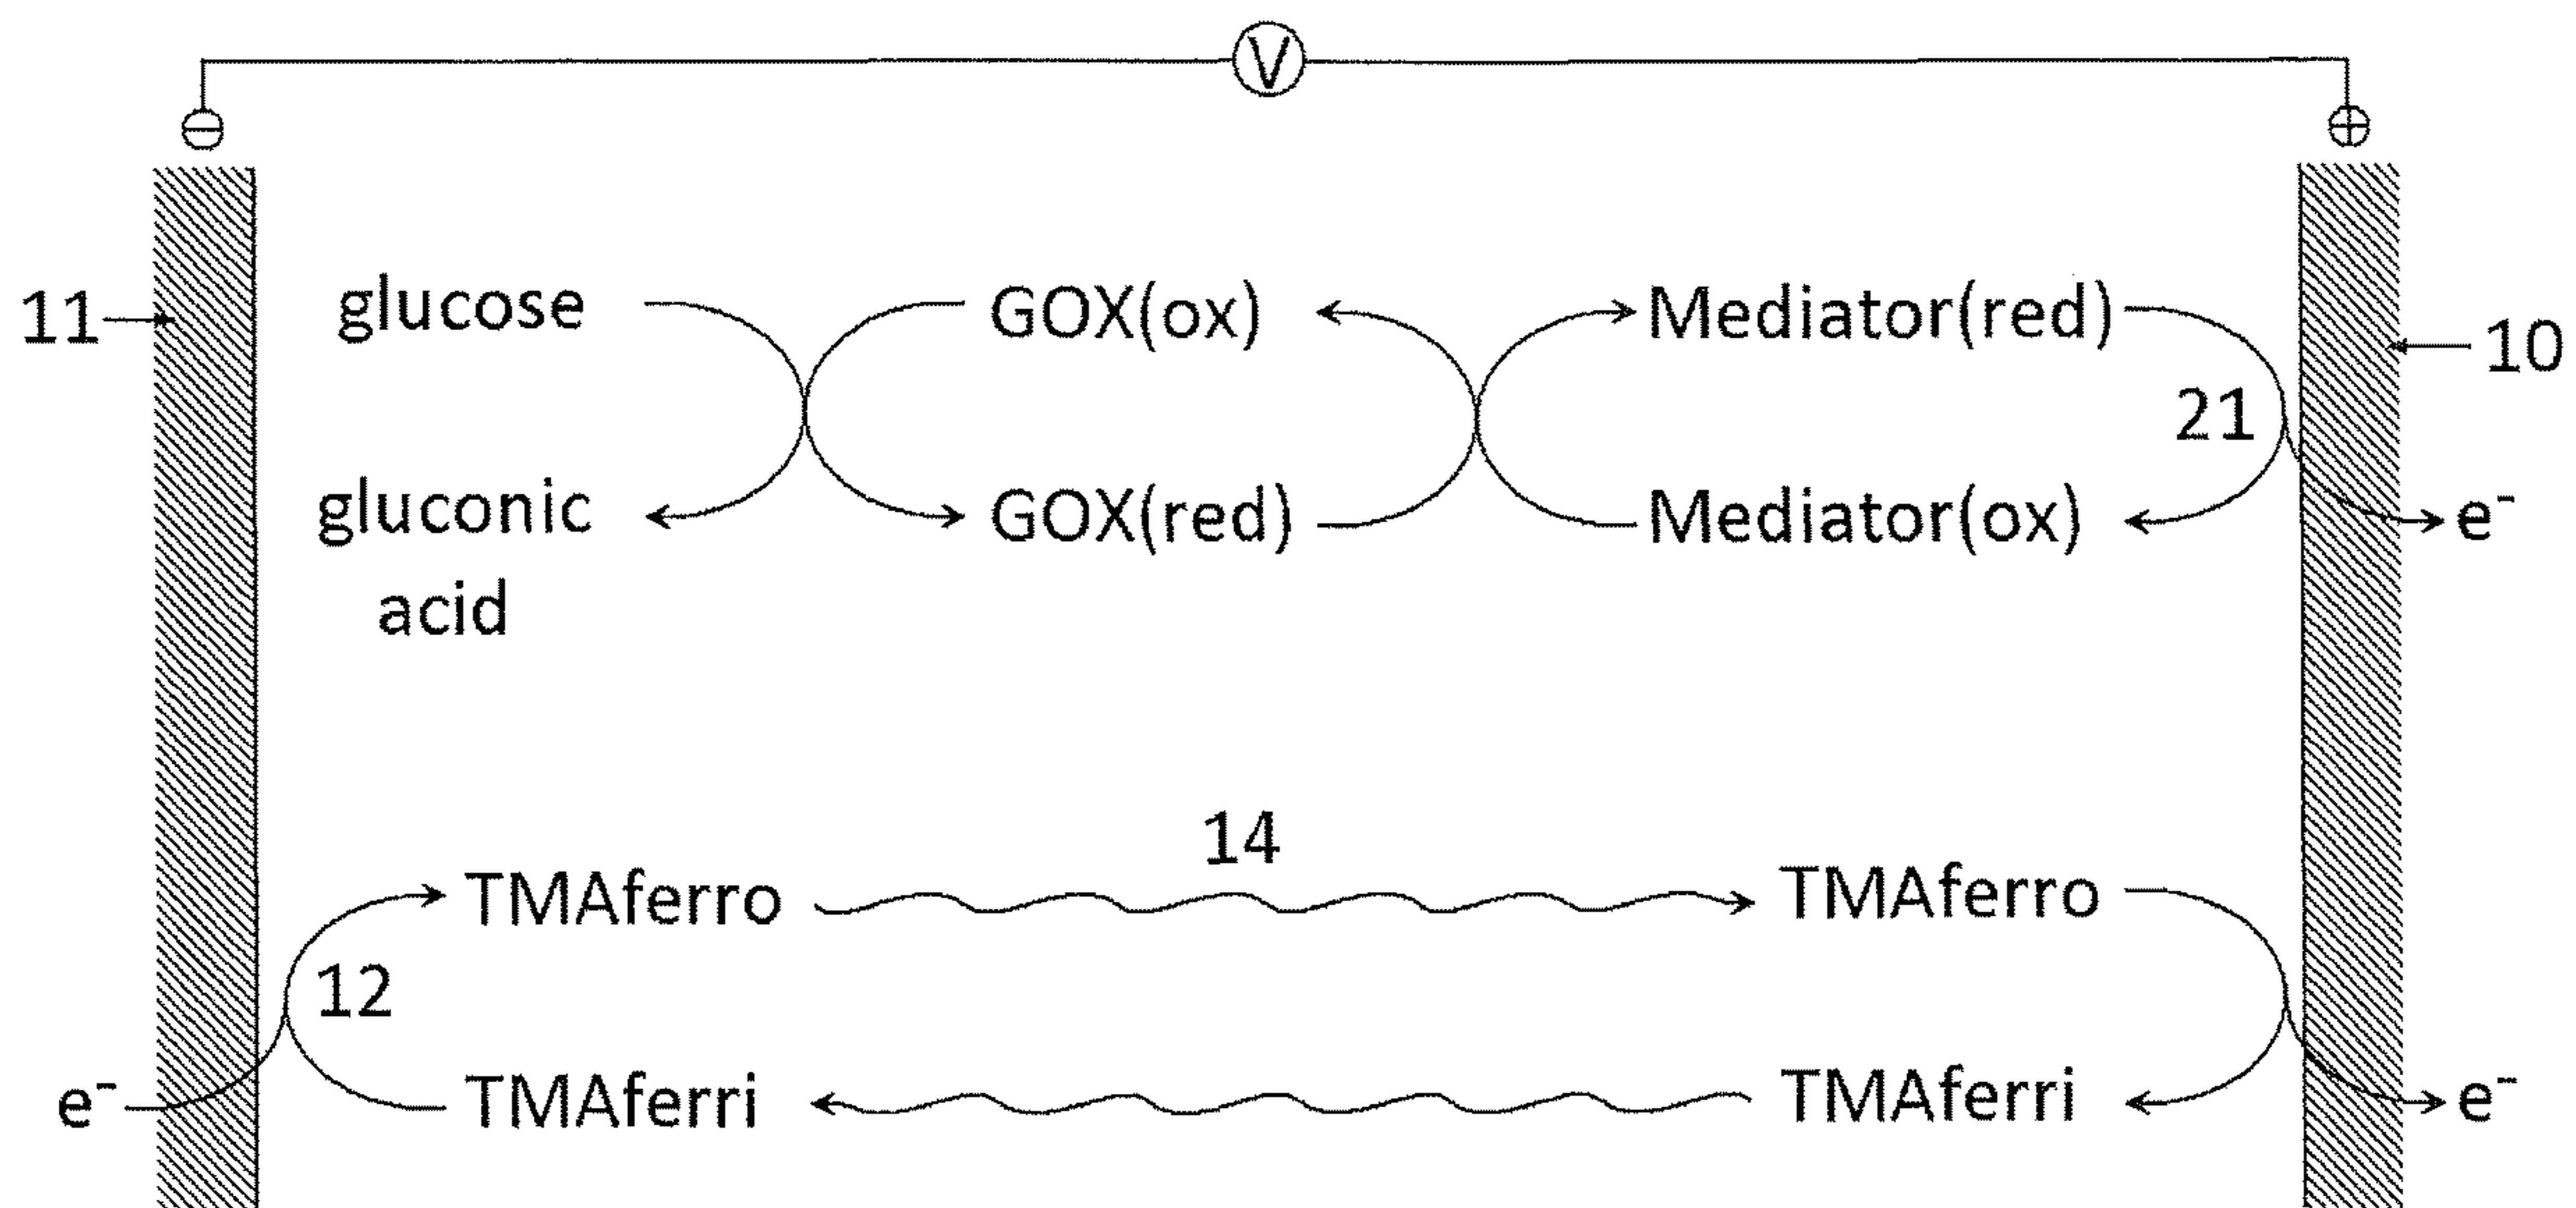 V
⊖ ⊕
glucose GOX(ox) Mediator(red)
11 10
21
gluconic GOX(red) Mediator(ox) e⁻
acid
14
TMAferro TMAferro
12
e⁻ TMAferri TMAferri e⁻